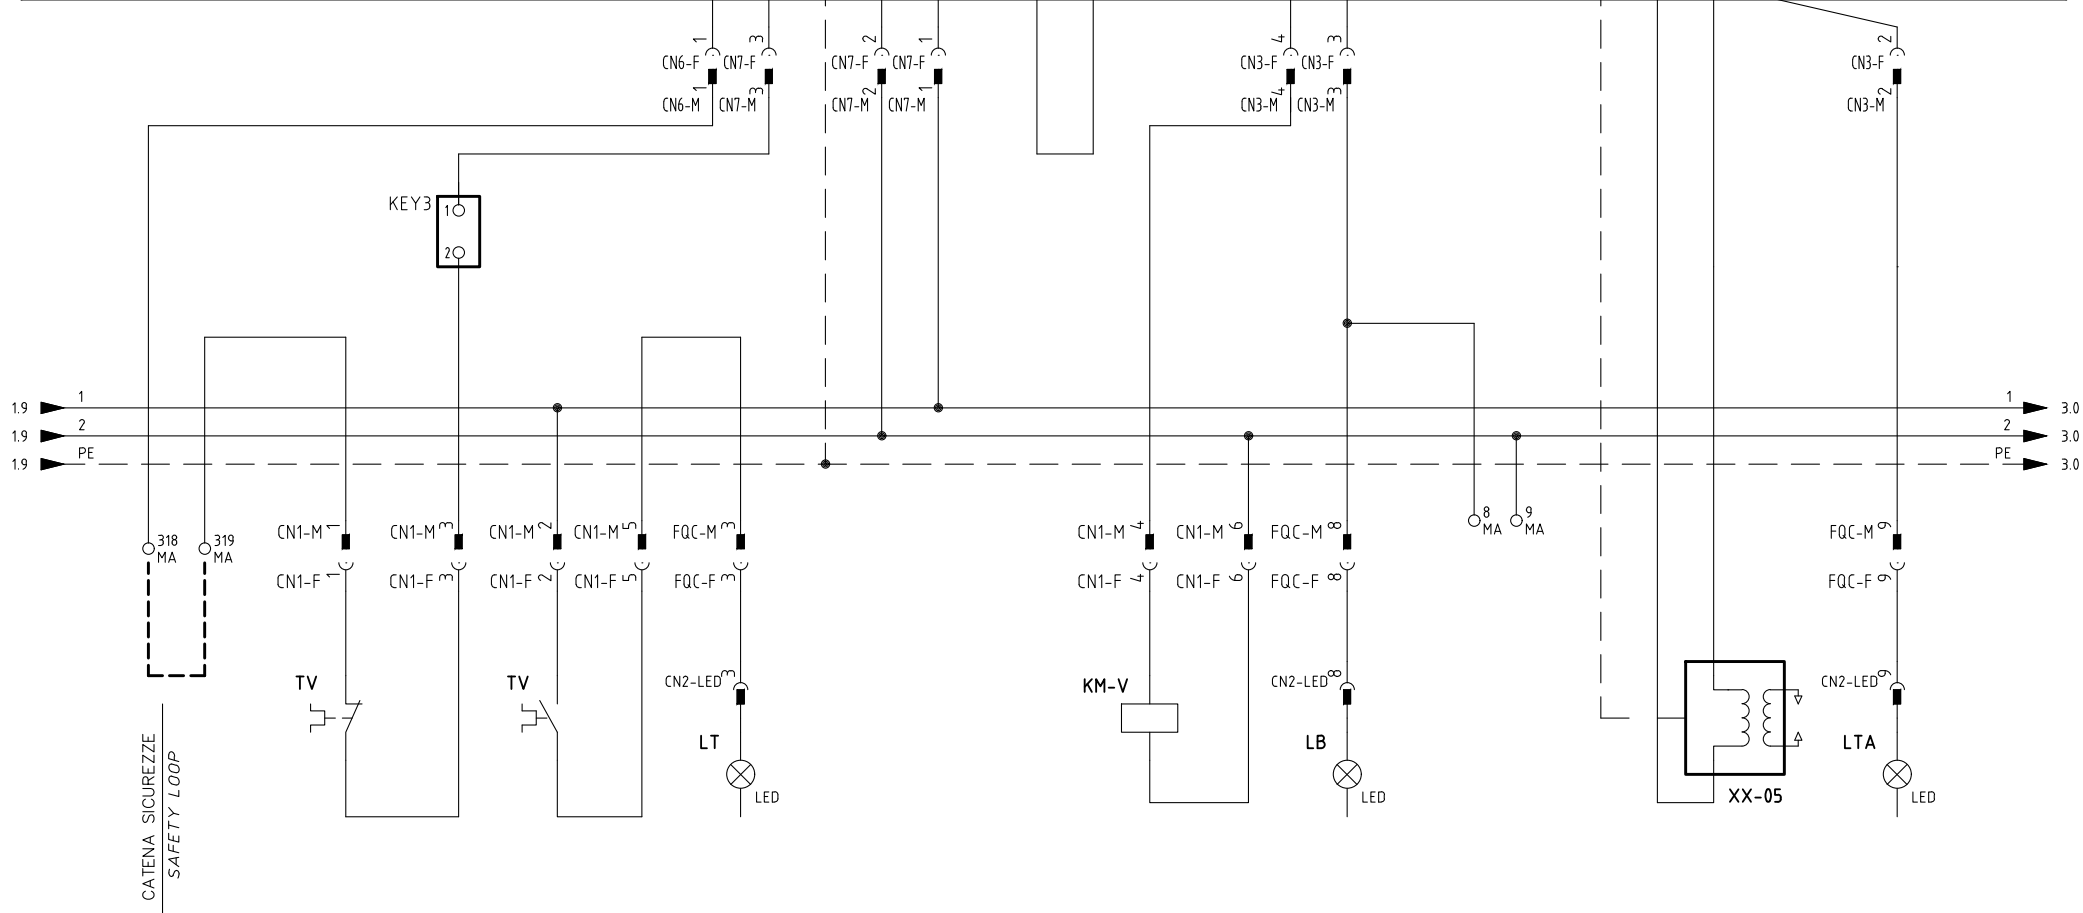 1 3 2 1 4 3 2
CN6-F CN7-F CN7-F CN7-F CN3-F CN3-F CN3-F
1 3 2 1 4 3 2
CN6-M CN7-M CN7-M CN7-M CN3-M CN3-M CN3-M
KEY3 1
2
1.9 1 1 3.0
1.9 2 2 3.0
1.9 PE PE 3.0
8 9
MA MA
CN1-M 1 CN1-M 3 CN1-M 2 CN1-M 5 FQC-M 3 CN1-M 4 CN1-M 6 FQC-M 8 FQC-M 9
318 319
MA MA
CN1-F 1 CN1-F 3 CN1-F 2 CN1-F 5 FQC-F 3 CN1-F 4 CN1-F 6 FQC-F 8 FQC-F 9
TV TV CN2-LED 3 KM-V CN2-LED 8 CN2-LED 9
LT LB LTA
LED LED XX-05 LED
CATENA SICUREZZE
SAFETY LOOP